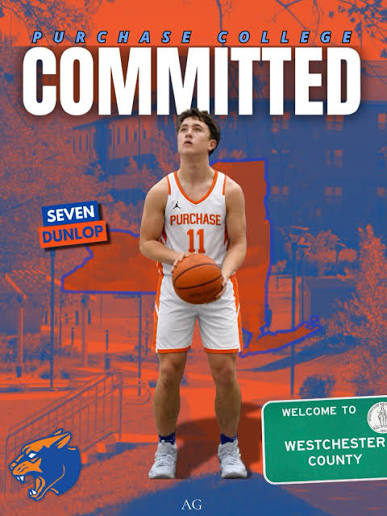 PURCHASE COLLEGE
COMMITTED
SEVEN
DUNLOP
PURCHASE
11
WELCOME TO
WESTCHESTER
COUNTY
AG